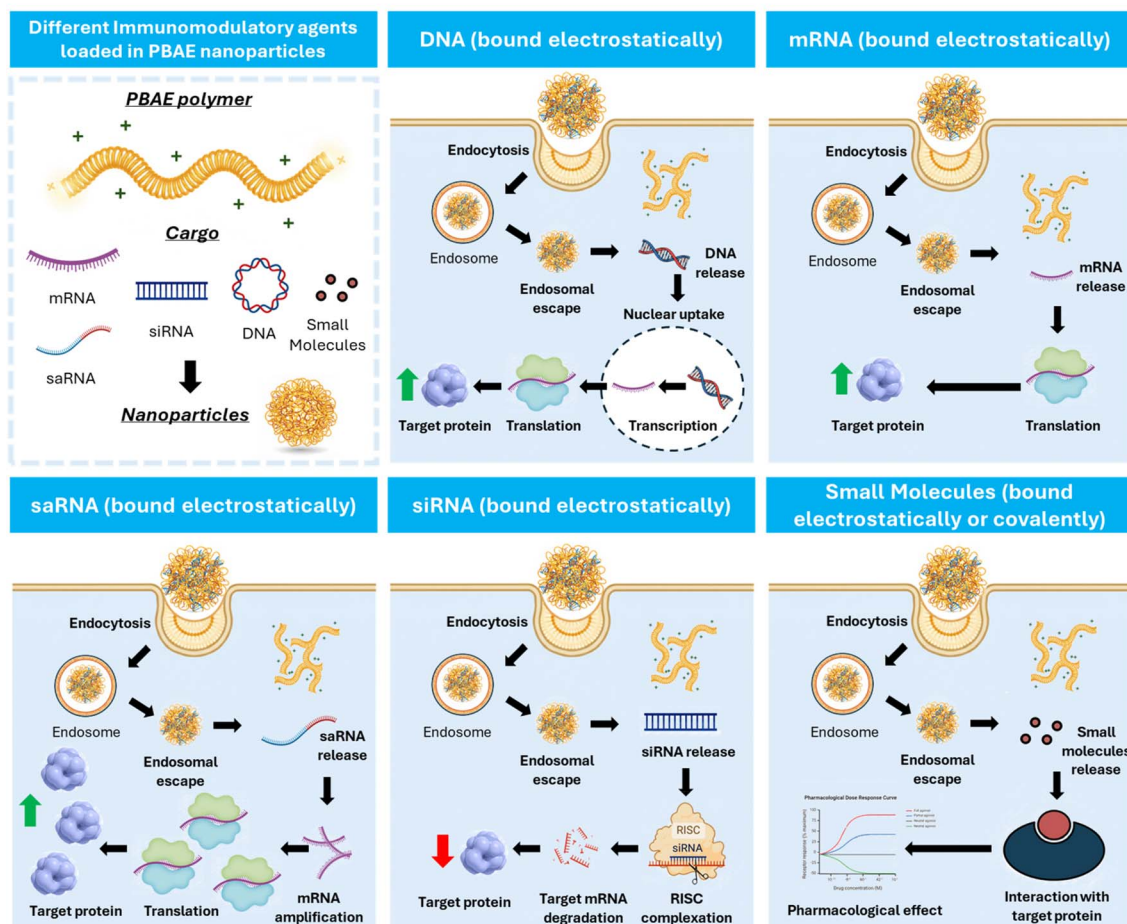 Different Immunomodulatory agents
loaded in PBAE nanoparticles
PBAE polymer
Cargo
mRNA
siRNA
DNA
Small
Molecules
saRNA
Nanoparticles
DNA (bound electrostatically)
Endocytosis
Endosome
Endosomal
escape
DNA
release
Nuclear uptake
Transcription
Translation
Target protein
mRNA (bound electrostatically)
Endocytosis
Endosome
Endosomal
escape
mRNA
release
Translation
Target protein
saRNA (bound electrostatically)
Endocytosis
Endosome
Endosomal
escape
saRNA
release
mRNA
amplification
Translation
Target protein
siRNA (bound electrostatically)
Endocytosis
Endosome
Endosomal
escape
siRNA release
RISC
siRNA
RISC
complexation
Target mRNA
degradation
Target protein
Small Molecules (bound
electrostatically or covalently)
Endocytosis
Endosome
Endosomal
escape
Small
molecules
release
Interaction with
target protein
Pharmacological Dose Response Curve
Receptor response (% maximum)
Drug concentration (M)
Pharmacological effect